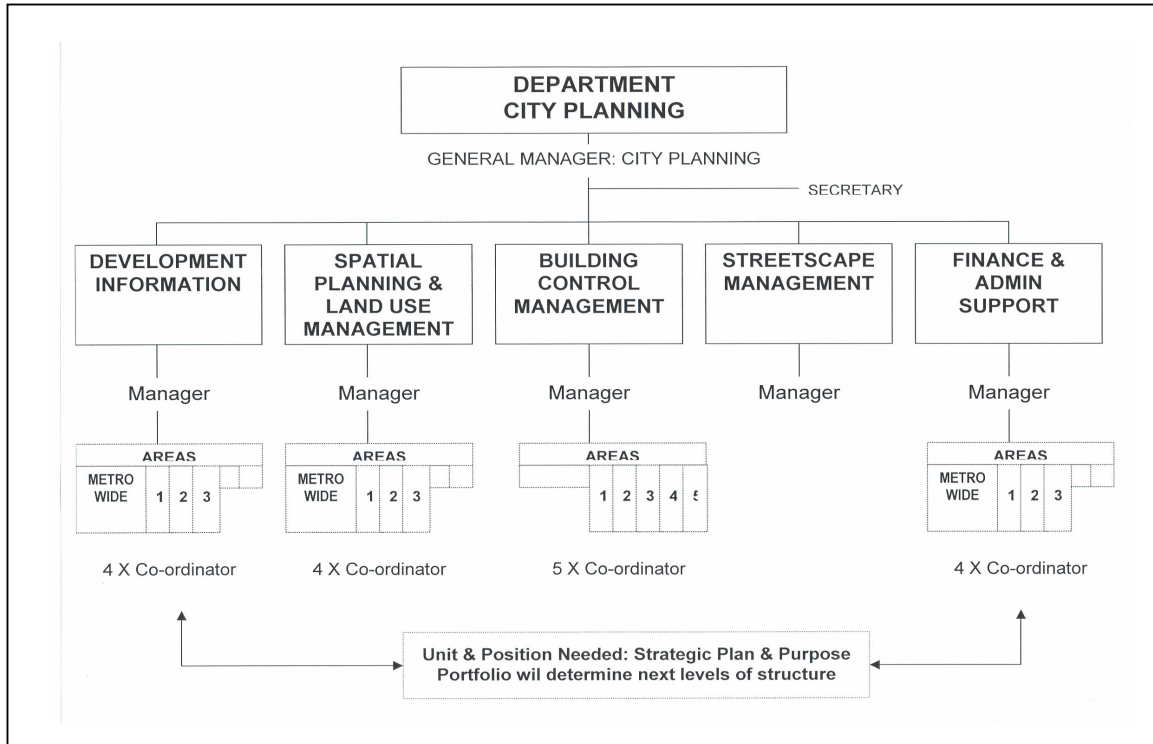 DEPARTMENT
CITY PLANNING
GENERAL MANAGER: CITY PLANNING
SECRETARY
DEVELOPMENT
INFORMATION
SPATIAL
PLANNING &
LAND USE
MANAGEMENT
BUILDING
CONTROL
MANAGEMENT
STREETSCAPE
MANAGEMENT
FINANCE &
ADMIN
SUPPORT
Manager
Manager
Manager
Manager
Manager
AREAS
METRO
WIDE
1 2 3
AREAS
METRO
WIDE
1 2 3
AREAS
1 2 3 4 5
AREAS
METRO
WIDE
1 2 3
4 X Co-ordinator
4 X Co-ordinator
5 X Co-ordinator
4 X Co-ordinator
Unit & Position Needed: Strategic Plan & Purpose
Portfolio wil determine next levels of structure